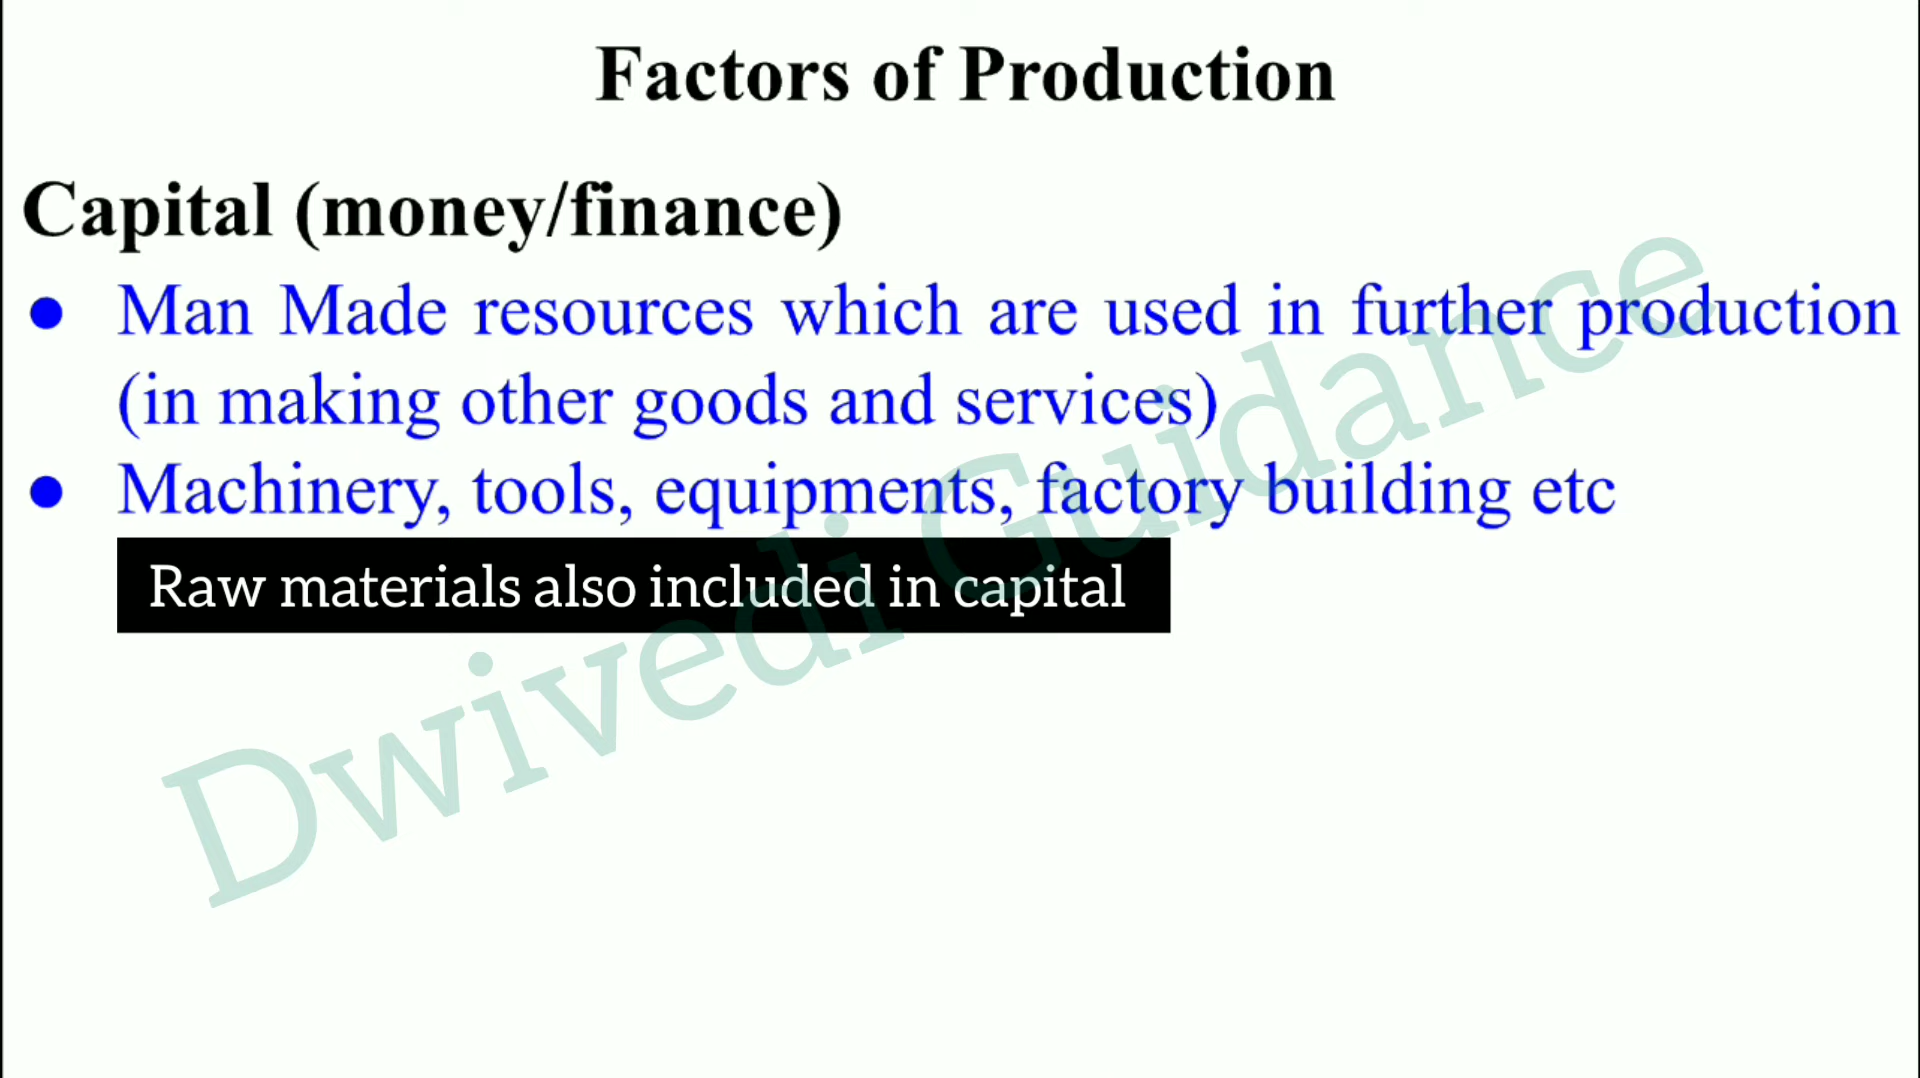 Factors of Production
Capital (money/finance)
● Man Made resources which are used in further production
(in making other goods and services)
● Machinery, tools, equipments, factory building etc
Raw materials also included in capital
Dwivedi Guidance